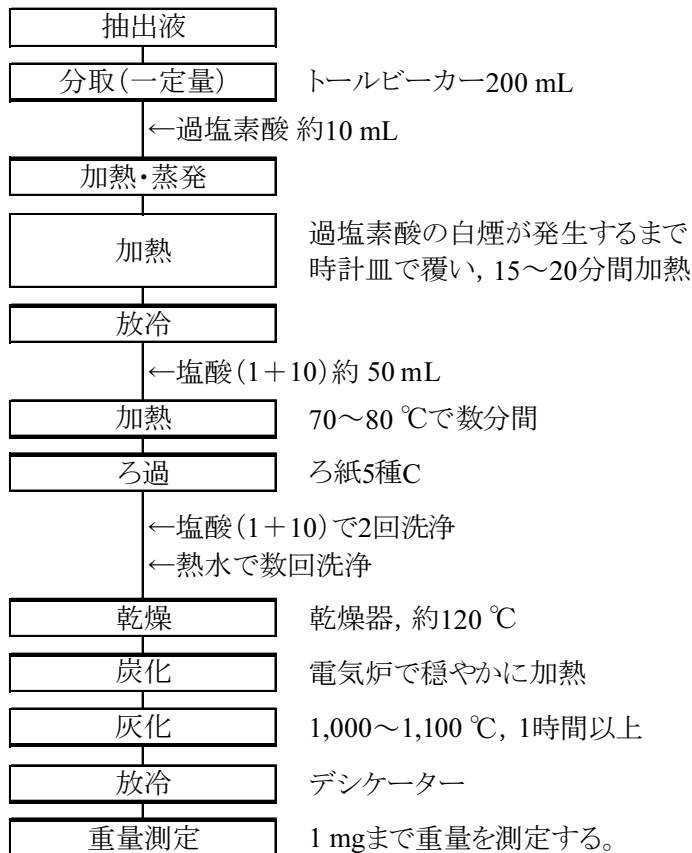 抽出液
分取(一定量) トールビーカー200 mL
←過塩素酸 約10 mL
加熱・蒸発
加熱
過塩素酸の白煙が発生するまで
時計皿で覆い, 15～20分間加熱
放冷
←塩酸(1＋10)約 50 mL
加熱 70～80 ℃で数分間
ろ過 ろ紙5種C
←塩酸(1＋10)で2回洗浄
←熱水で数回洗浄
乾燥 乾燥器, 約120 ℃
炭化 電気炉で穏やかに加熱
灰化 1,000～1,100 ℃, 1時間以上
放冷 デシケーター
重量測定 1 mgまで重量を測定する。